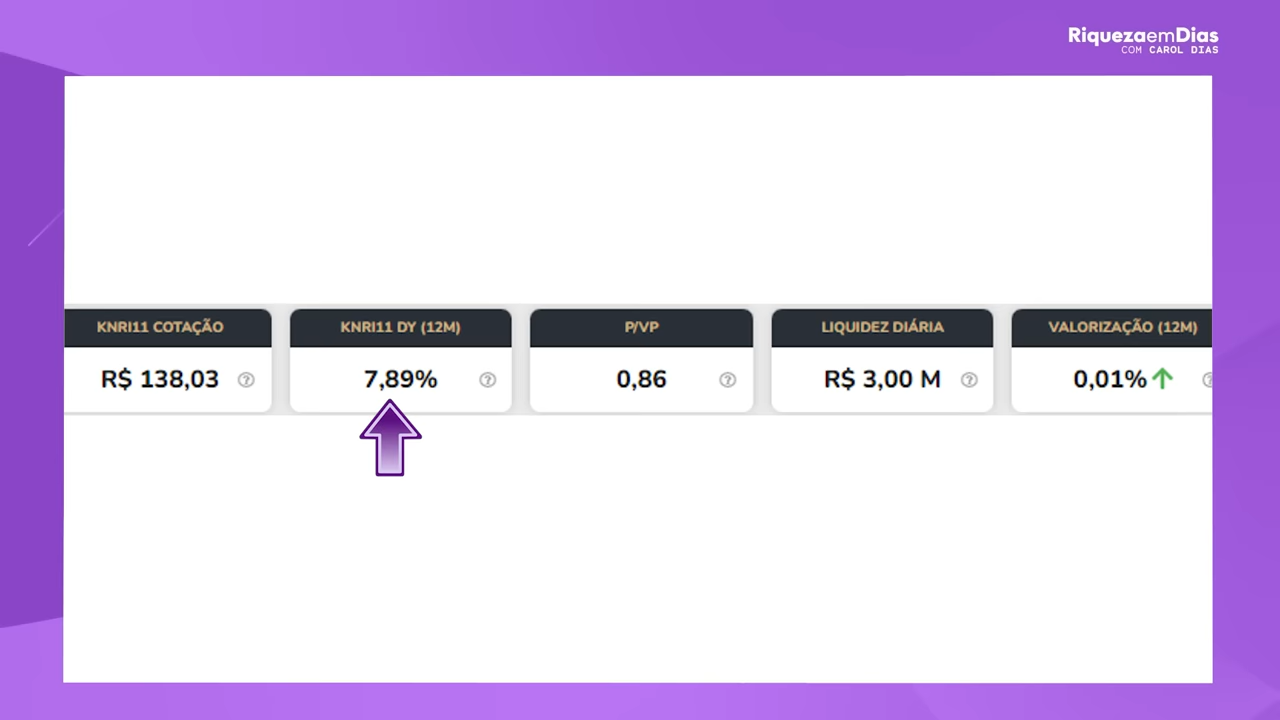 RiquezaemDias
COM CAROL DIAS
KNRI11 COTAÇÃO
R$ 138,03
KNRI11 DY (12M)
7,89%
P/VP
0,86
LIQUIDEZ DIÁRIA
R$ 3,00 M
VALORIZAÇÃO (12M)
0,01%